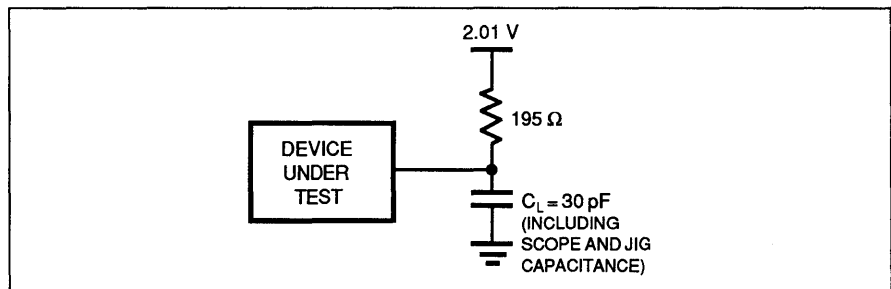 2.01 V
195 Ω
DEVICE
UNDER
TEST
C_L = 30 pF
(INCLUDING
SCOPE AND JIG
CAPACITANCE)